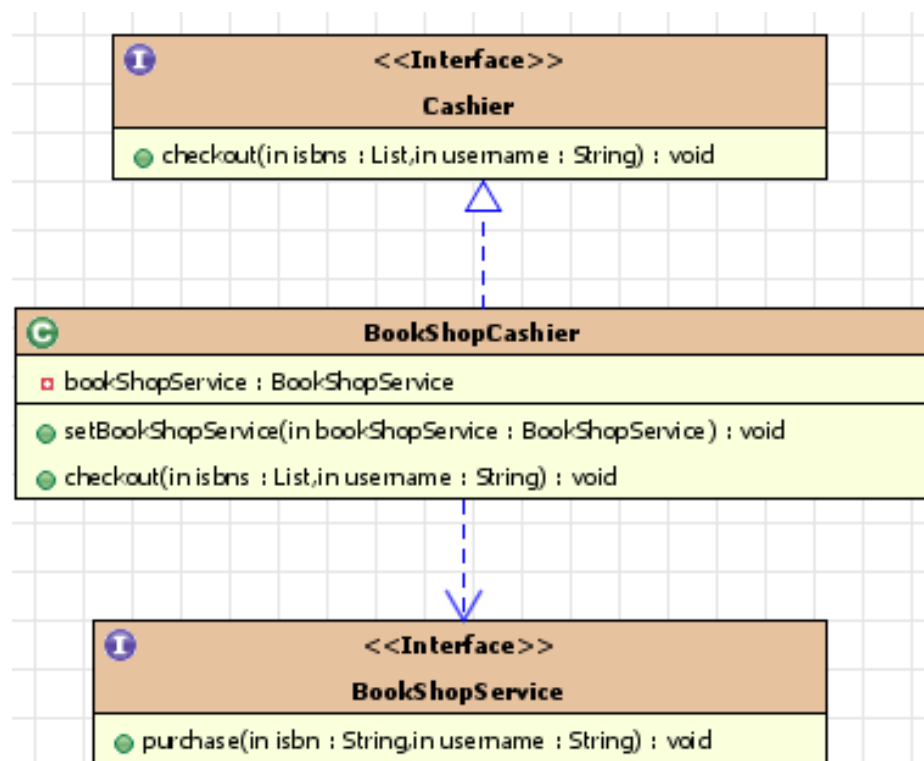 I
<<Interface>>
Cashier
checkout(in isbns : List,in username : String) : void
C
BookShopCashier
bookShopService : BookShopService
setBookShopService(in bookShopService : BookShopService) : void
checkout(in isbns : List,in username : String) : void
I
<<Interface>>
BookShopService
purchase(in isbn : String,in username : String) : void